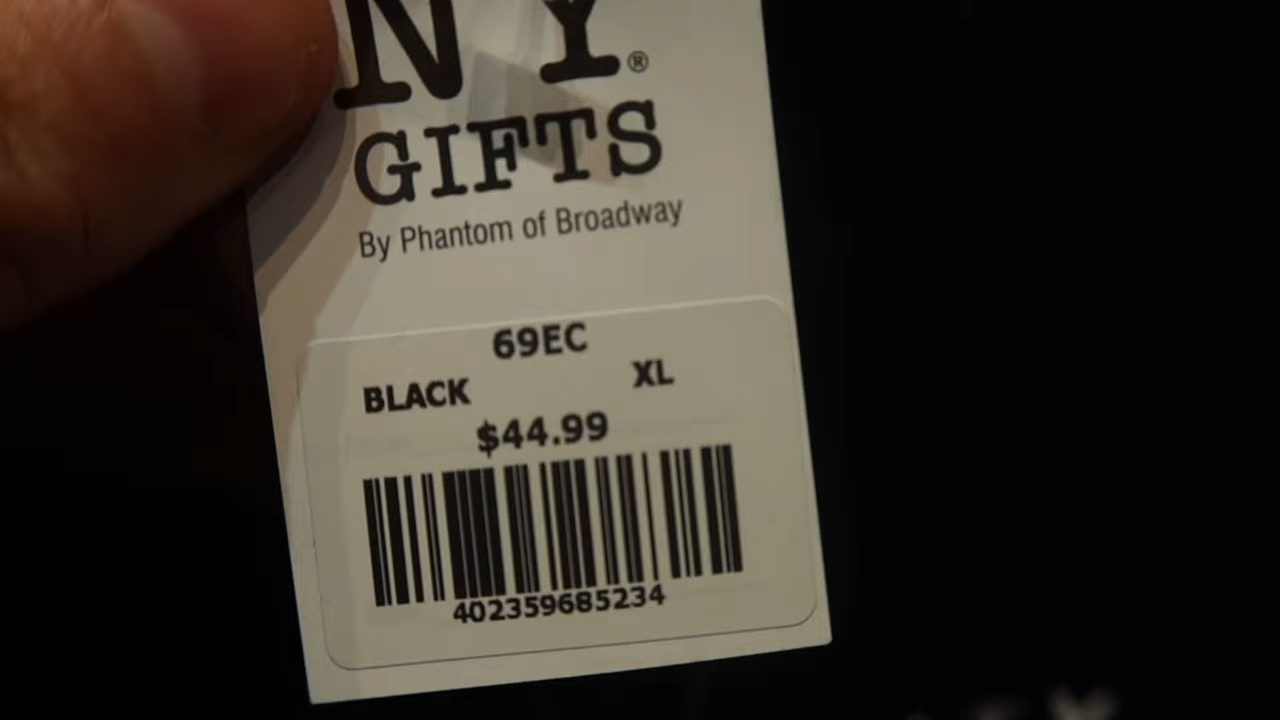 NY®
GIFTS
By Phantom of Broadway
69EC
BLACK XL
$44.99
402359685234